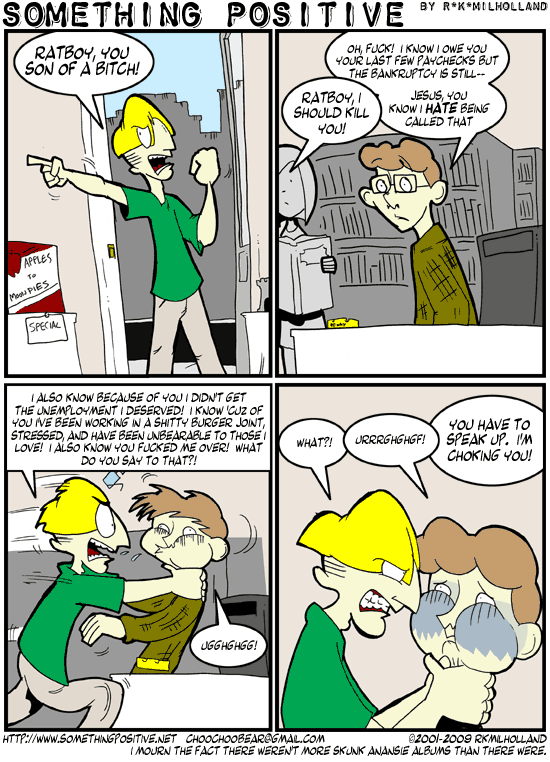 SOMETHING POSITIVE BY R*K*MILHOLLAND
RATBOY, YOU
SON OF A BITCH!
APPLES
TO
MOON PIES
SPECIAL
OH, FUCK! I KNOW I OWE YOU
YOUR LAST FEW PAYCHECKS BUT
THE BANKRUPTCY IS STILL--
RATBOY, I
SHOULD KILL
YOU!
JESUS, YOU
KNOW I HATE BEING
CALLED THAT
I ALSO KNOW BECAUSE OF YOU I DIDN'T GET
THE UNEMPLOYMENT I DESERVED! I KNOW 'CUZ OF
YOU I'VE BEEN WORKING IN A SHITTY BURGER JOINT,
STRESSED, AND HAVE BEEN UNBEARABLE TO THOSE I
LOVE! I ALSO KNOW YOU FUCKED ME OVER! WHAT
DO YOU SAY TO THAT?!
UGGHGHGG!
WHAT?!
URRRGHGHGF!
YOU HAVE TO
SPEAK UP. I'M
CHOKING YOU!
HTTP://WWW.SOMETHINGPOSITIVE.NET CHOOCHOOBEAR@GMAIL.COM ©2001-2009 RKMILHOLLAND
I MOURN THE FACT THERE WEREN'T MORE SKUNK ANANSIE ALBUMS THAN THERE WERE.